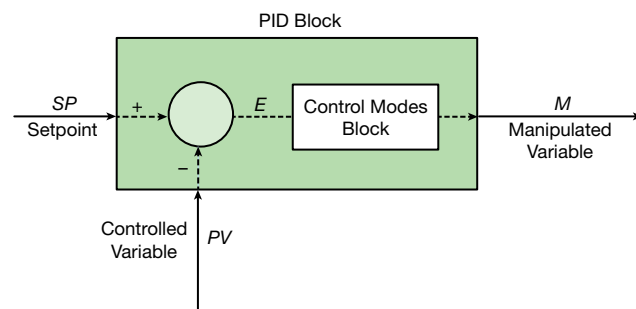 PID Block
SP
Setpoint
+
E
Control Modes
Block
M
Manipulated
Variable
–
Controlled
Variable
PV